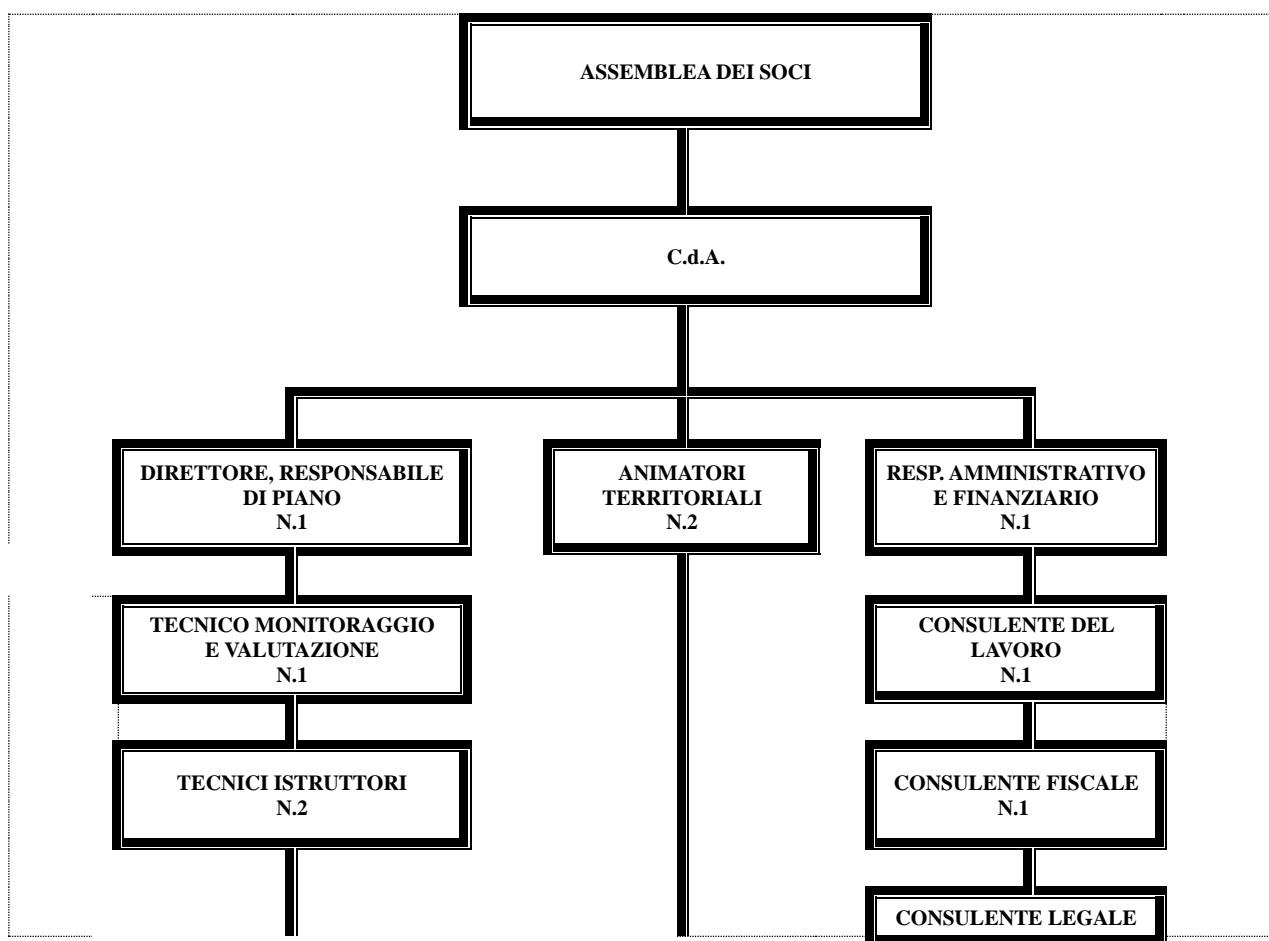 ASSEMBLEA DEI SOCI
C.d.A.
DIRETTORE, RESPONSABILE
DI PIANO
N.1
ANIMATORI
TERRITORIALI
N.2
RESP. AMMINISTRATIVO
E FINANZIARIO
N.1
TECNICO MONITORAGGIO
E VALUTAZIONE
N.1
CONSULENTE DEL
LAVORO
N.1
TECNICI ISTRUTTORI
N.2
CONSULENTE FISCALE
N.1
CONSULENTE LEGALE